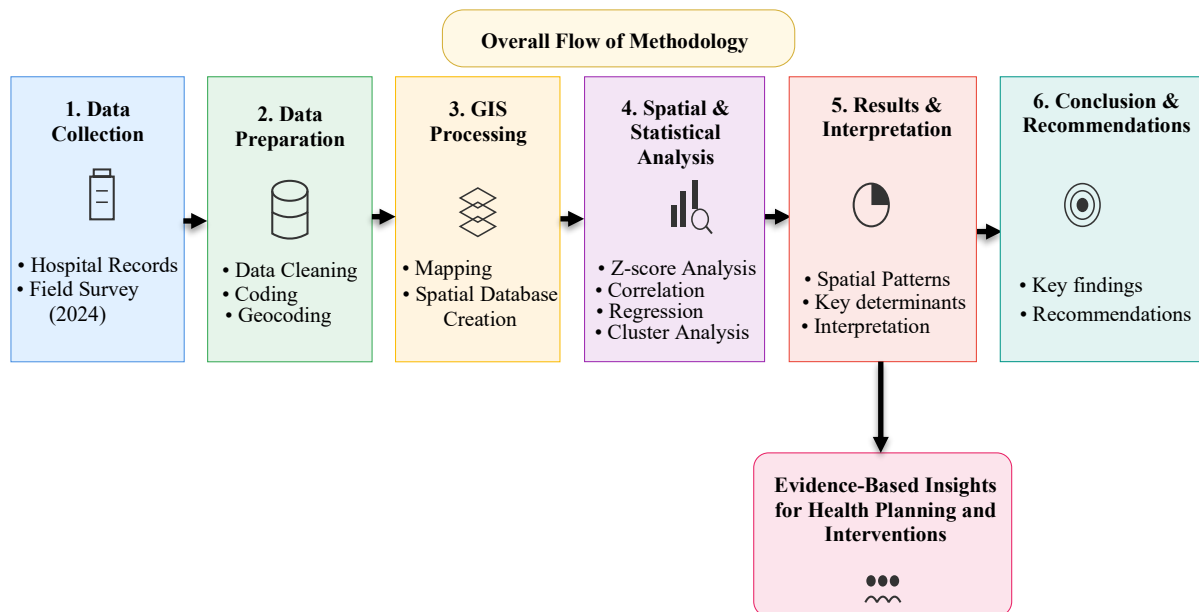 Overall Flow of Methodology
1. Data
Collection
• Hospital Records
• Field Survey
(2024)
2. Data
Preparation
• Data Cleaning
• Coding
• Geocoding
3. GIS
Processing
• Mapping
• Spatial Database
Creation
4. Spatial &
Statistical
Analysis
• Z-score Analysis
• Correlation
• Regression
• Cluster Analysis
5. Results &
Interpretation
• Spatial Patterns
• Key determinants
• Interpretation
6. Conclusion &
Recommendations
• Key findings
• Recommendations
Evidence-Based Insights
for Health Planning and
Interventions